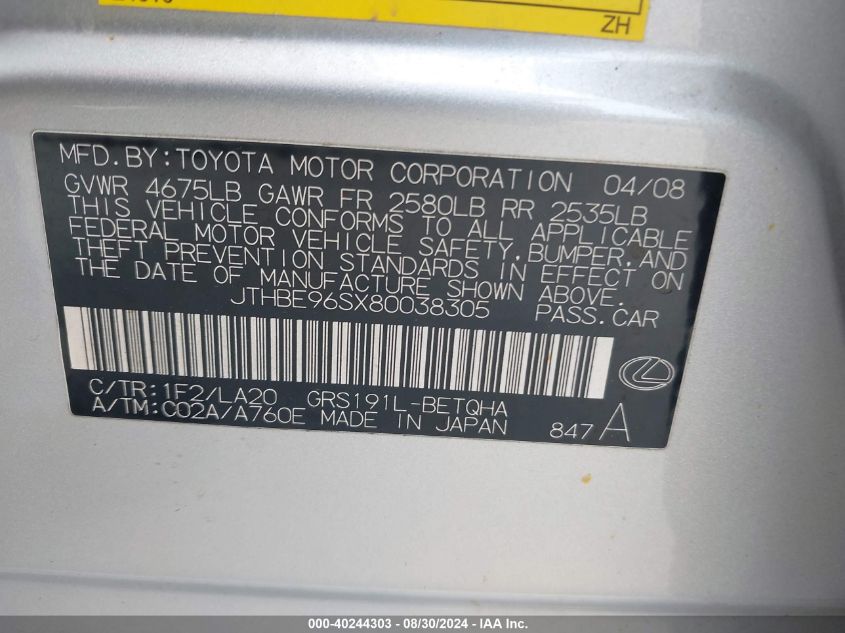 ZH
MFD.BY:TOYOTA MOTOR CORPORATION 04/08
GVWR 4675LB GAWR FR 2580LB RR 2535LB
THIS VEHICLE CONFORMS TO ALL APPLICABLE
FEDERAL MOTOR VEHICLE SAFETY,BUMPER,AND
THEFT PREVENTION STANDARDS IN EFFECT ON
THE DATE OF MANUFACTURE SHOWN ABOVE.
JTHBE96SX80038305 PASS.CAR
C/TR:1F2/LA20 GRS191L-BETQHA
A/TM:C02A/A760E MADE IN JAPAN 847 A
000-40244303 - 08/30/2024 - IAA Inc.